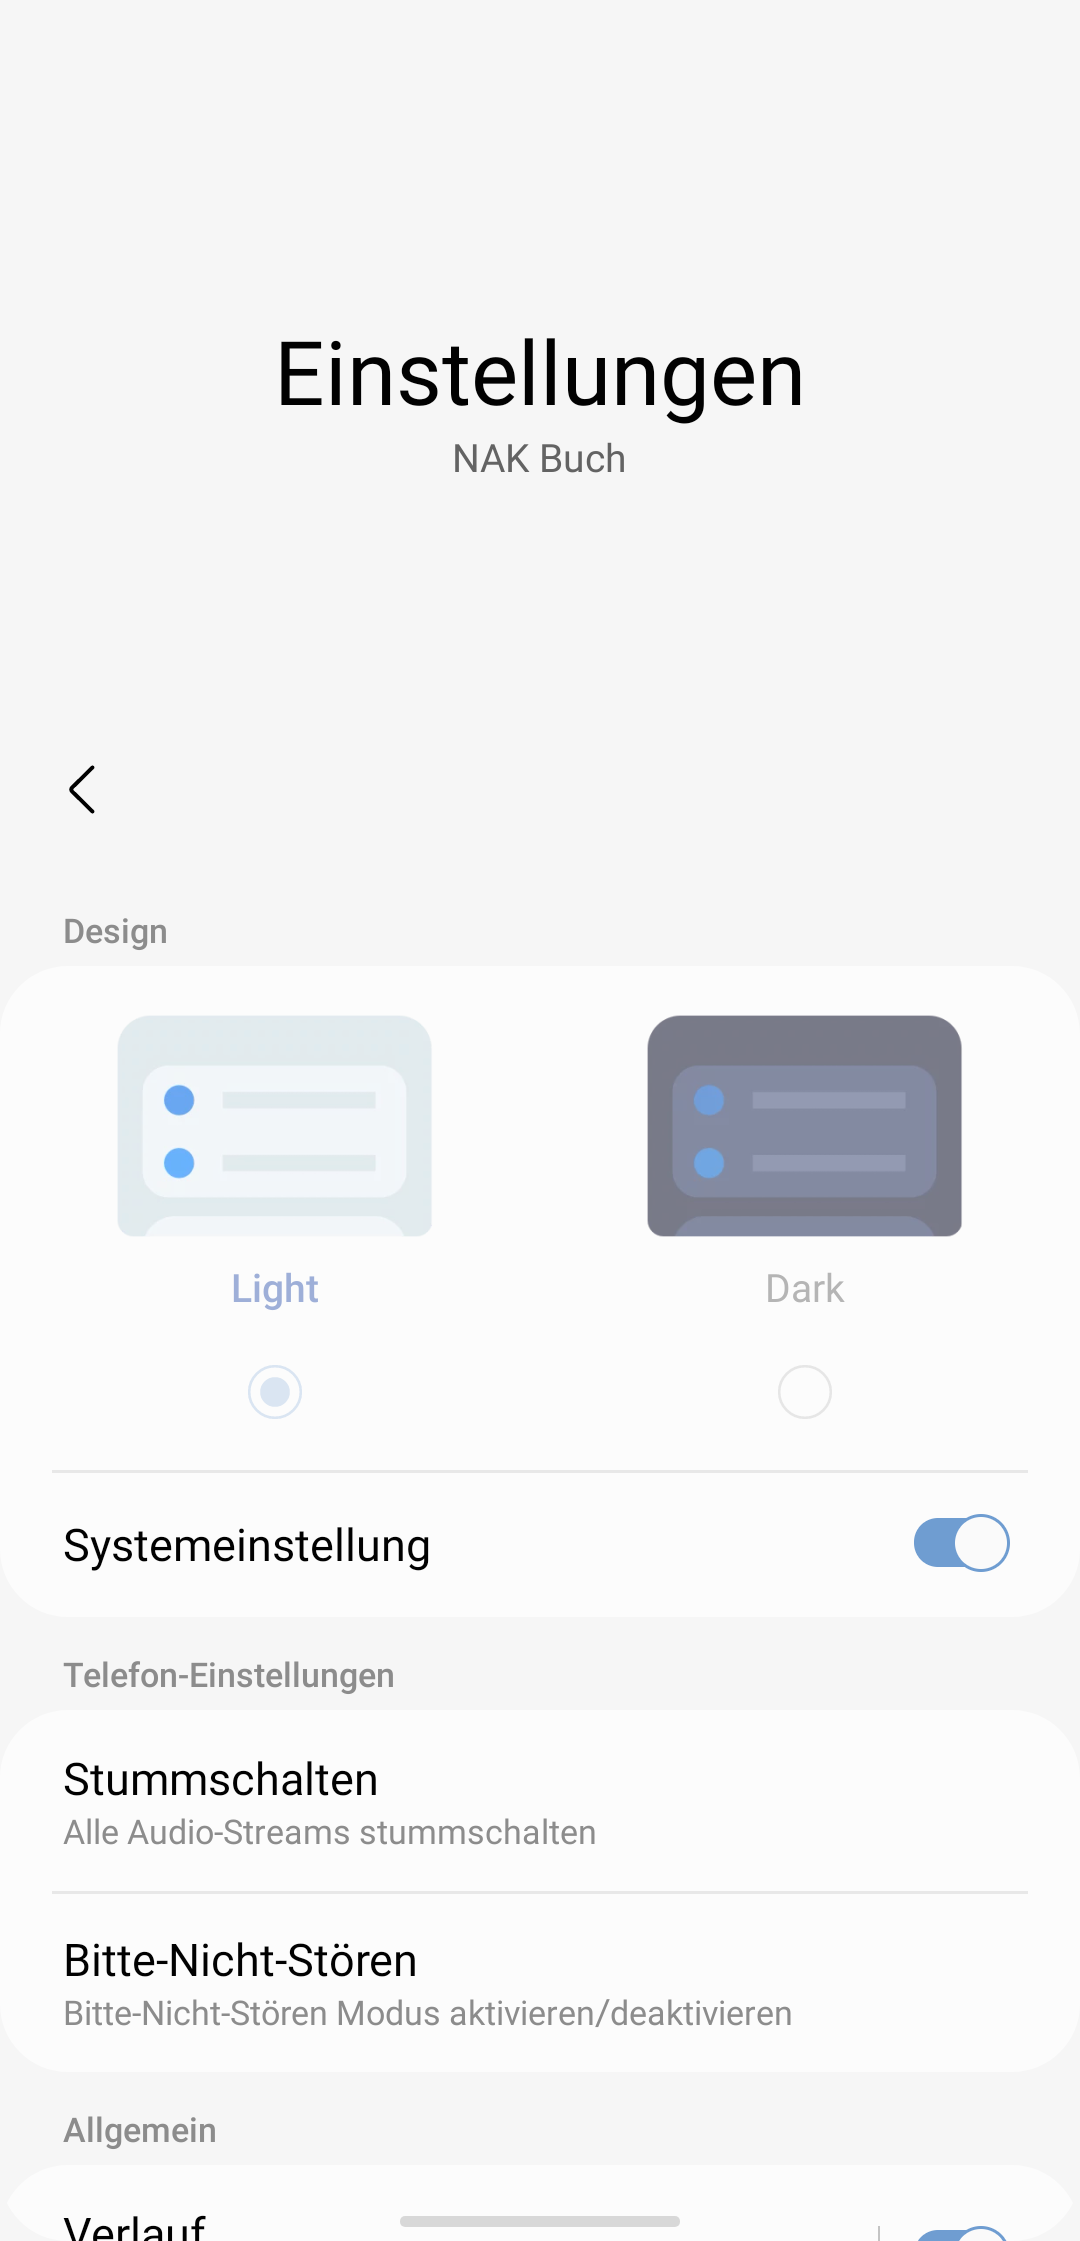 Einstellungen
NAK Buch
Design
Light
Dark
Systemeinstellung
Telefon-Einstellungen
Stummschalten
Alle Audio-Streams stummschalten
Bitte-Nicht-Stören
Bitte-Nicht-Stören Modus aktivieren/deaktivieren
Allgemein
Verlauf